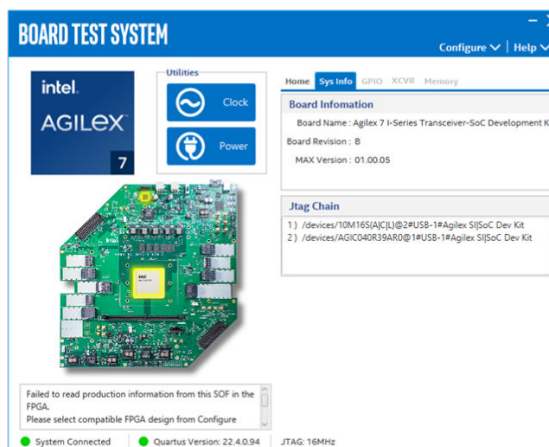 BOARD TEST SYSTEM
Configure | Help
Utilities
intel.
AGILEX
7
Clock
Power
Home Sys Info GPIO XCVR Memory
Board Infomation
Board Name : Agilex 7 I-Series Transceiver-SoC Development K
Board Revision : B
MAX Version : 01.00.05
Jtag Chain
1 ) /devices/10M16S(A|C|L)@2#USB-1#Agilex SI|SoC Dev Kit
2 ) /devices/AGIC040R39AR0@1#USB-1#Agilex SI|SoC Dev Kit
intel
Failed to read production information from this SOF in the
FPGA.
Please select compatible FPGA design from Configure
System Connected Quartus Version: 22.4.0.94 JTAG: 16MHz